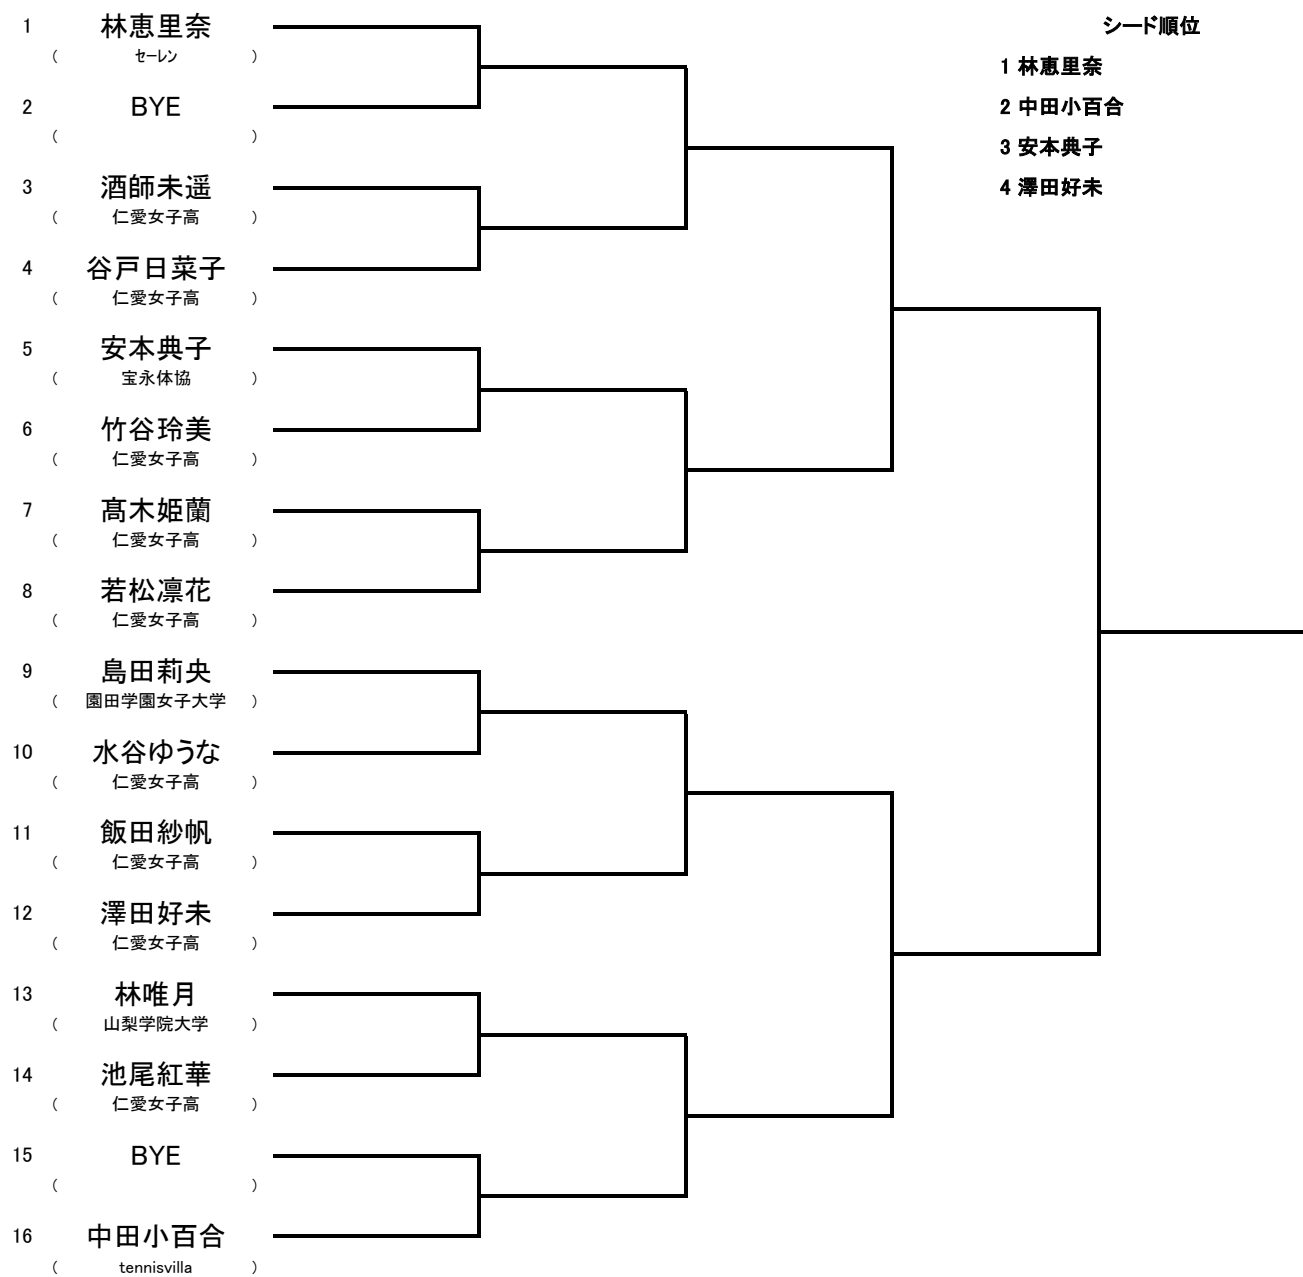 シード順位
1 林恵里奈
2 中田小百合
3 安本典子
4 澤田好未
1 林恵里奈
( セーレン )
2 BYE
( )
3 酒師未遥
( 仁愛女子高 )
4 谷戸日菜子
( 仁愛女子高 )
5 安本典子
( 宝永体協 )
6 竹谷玲美
( 仁愛女子高 )
7 髙木姫蘭
( 仁愛女子高 )
8 若松凛花
( 仁愛女子高 )
9 島田莉央
( 園田学園女子大学 )
10 水谷ゆうな
( 仁愛女子高 )
11 飯田紗帆
( 仁愛女子高 )
12 澤田好未
( 仁愛女子高 )
13 林唯月
( 山梨学院大学 )
14 池尾紅華
( 仁愛女子高 )
15 BYE
( )
16 中田小百合
( tennisvilla )